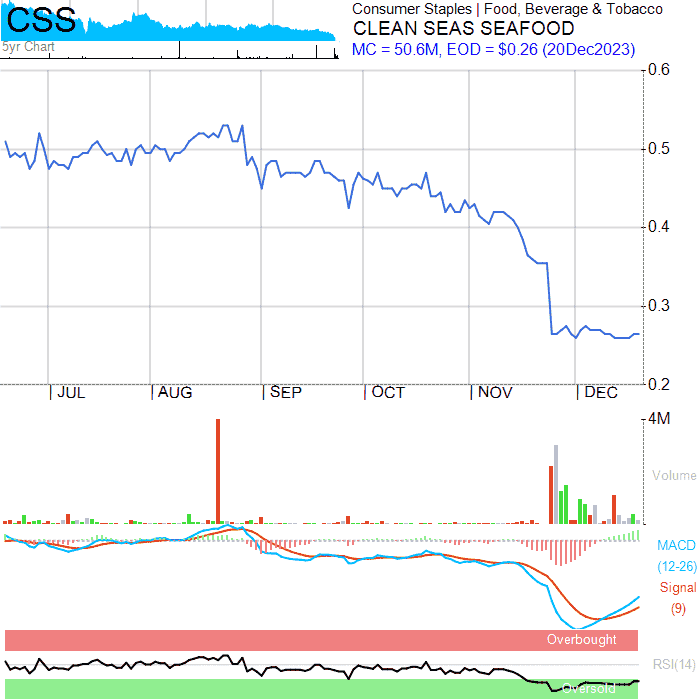 CSS
5yr Chart
Consumer Staples | Food, Beverage & Tobacco
CLEAN SEAS SEAFOOD
MC = 50.6M, EOD = $0.26 (20Dec2023)
0.6
0.5
0.4
0.3
0.2
JUL AUG SEP OCT NOV DEC
4M
Volume
MACD
(12-26)
Signal
(9)
Overbought
RSI(14)
Oversold